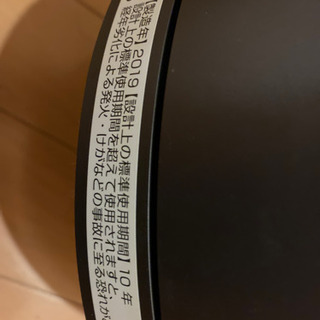 【製造年】2019【設計上の標準使用期間】10年
設計上の標準使用期間を超えて使用されますと、
経年劣化による発火・けがなどの事故に至る恐れが